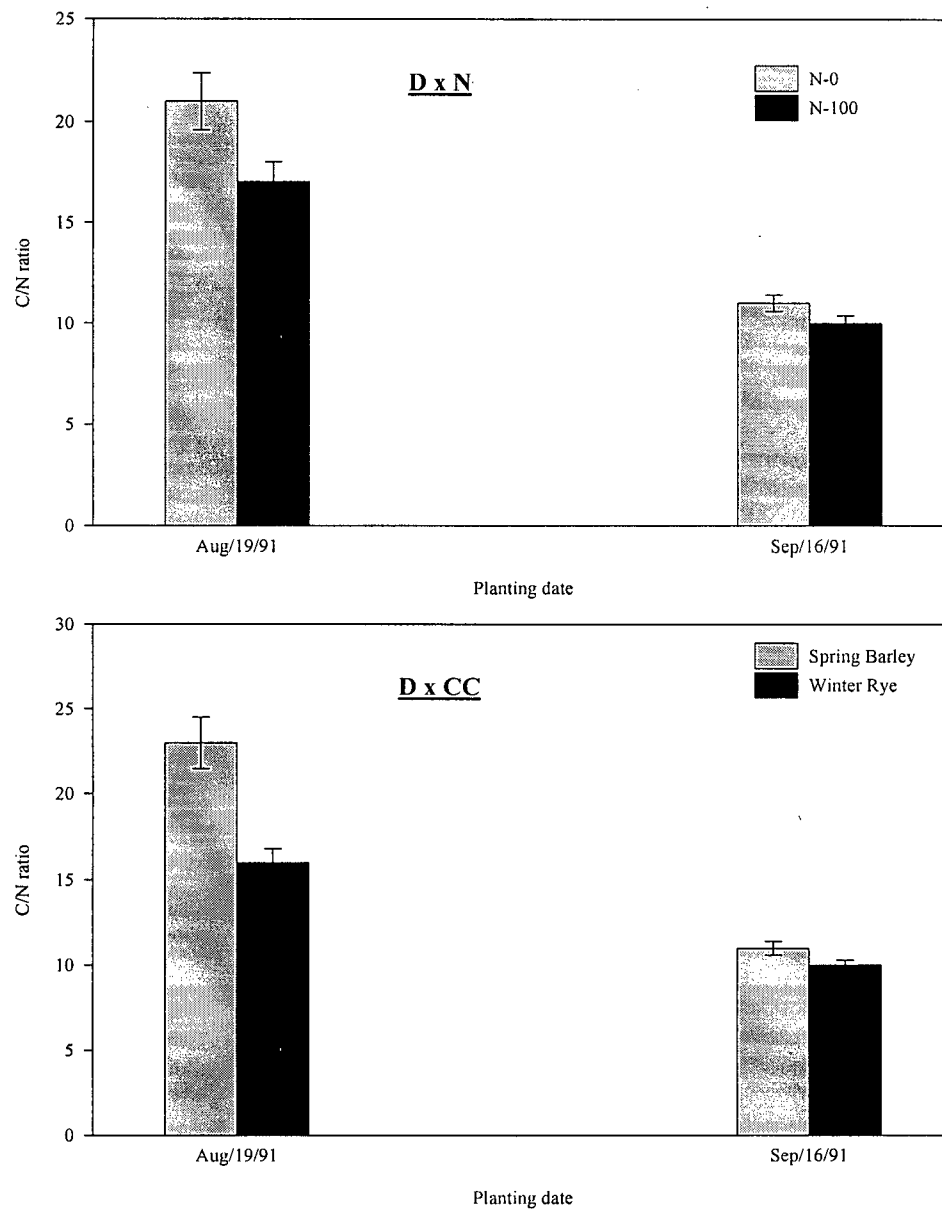 25
20
15
10
5
0
C/N ratio
D x N
N-0
N-100
Aug/19/91
Sep/16/91
Planting date
30
25
20
15
10
5
0
C/N ratio
D x CC
Spring Barley
Winter Rye
Aug/19/91
Sep/16/91
Planting date